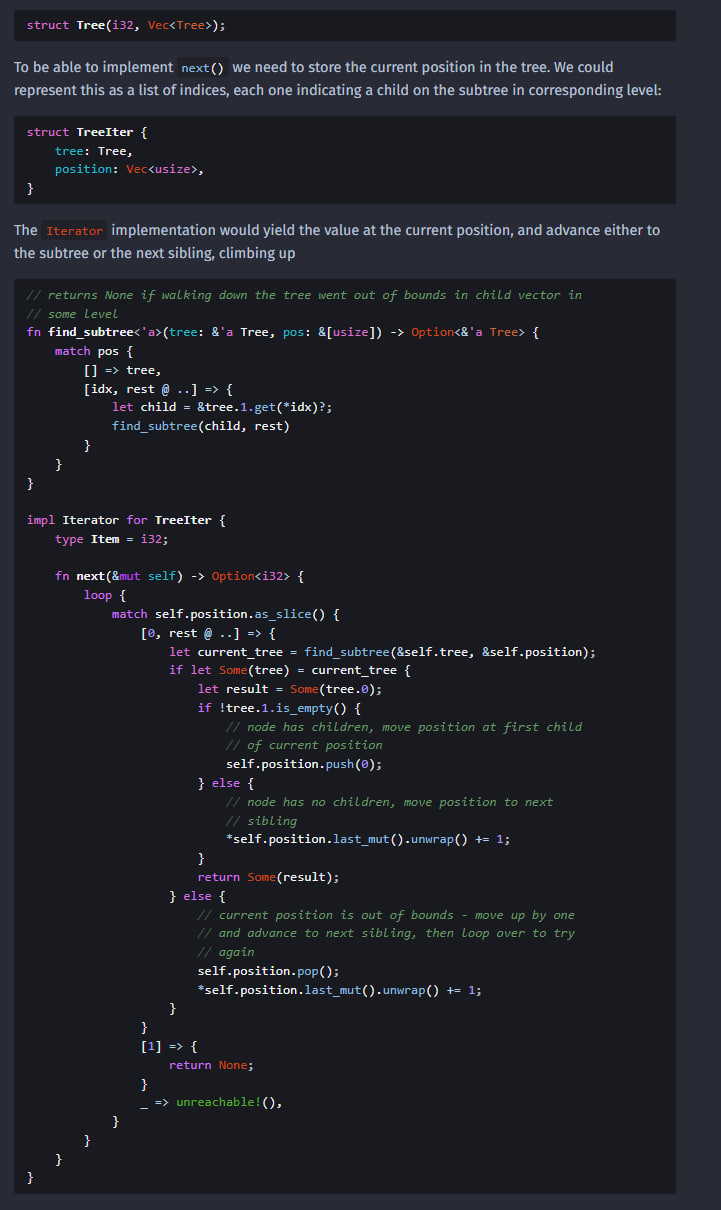 struct Tree(i32, Vec<Tree>);
To be able to implement next() we need to store the current position in the tree. We could
represent this as a list of indices, each one indicating a child on the subtree in corresponding level:
struct TreeIter {
    tree: Tree,
    position: Vec<usize>,
}
The Iterator implementation would yield the value at the current position, and advance either to
the subtree or the next sibling, climbing up
// returns None if walking down the tree went out of bounds in child vector in
// some level
fn find_subtree<'a>(tree: &'a Tree, pos: &[usize]) -> Option<&'a Tree> {
    match pos {
        [] => tree,
        [idx, rest @ ..] => {
            let child = &tree.1.get(*idx)?;
            find_subtree(child, rest)
        }
    }
}
impl Iterator for TreeIter {
    type Item = i32;
    fn next(&mut self) -> Option<i32> {
        loop {
            match self.position.as_slice() {
                [0, rest @ ..] => {
                    let current_tree = find_subtree(&self.tree, &self.position);
                    if let Some(tree) = current_tree {
                        let result = Some(tree.0);
                        if !tree.1.is_empty() {
                            // node has children, move position at first child
                            // of current position
                            self.position.push(0);
                        } else {
                            // node has no children, move position to next
                            // sibling
                            *self.position.last_mut().unwrap() += 1;
                        }
                        return Some(result);
                    } else {
                        // current position is out of bounds - move up by one
                        // and advance to next sibling, then loop over to try
                        // again
                        self.position.pop();
                        *self.position.last_mut().unwrap() += 1;
                    }
                }
                [1] => {
                    return None;
                }
                _ => unreachable!(),
            }
        }
    }
}